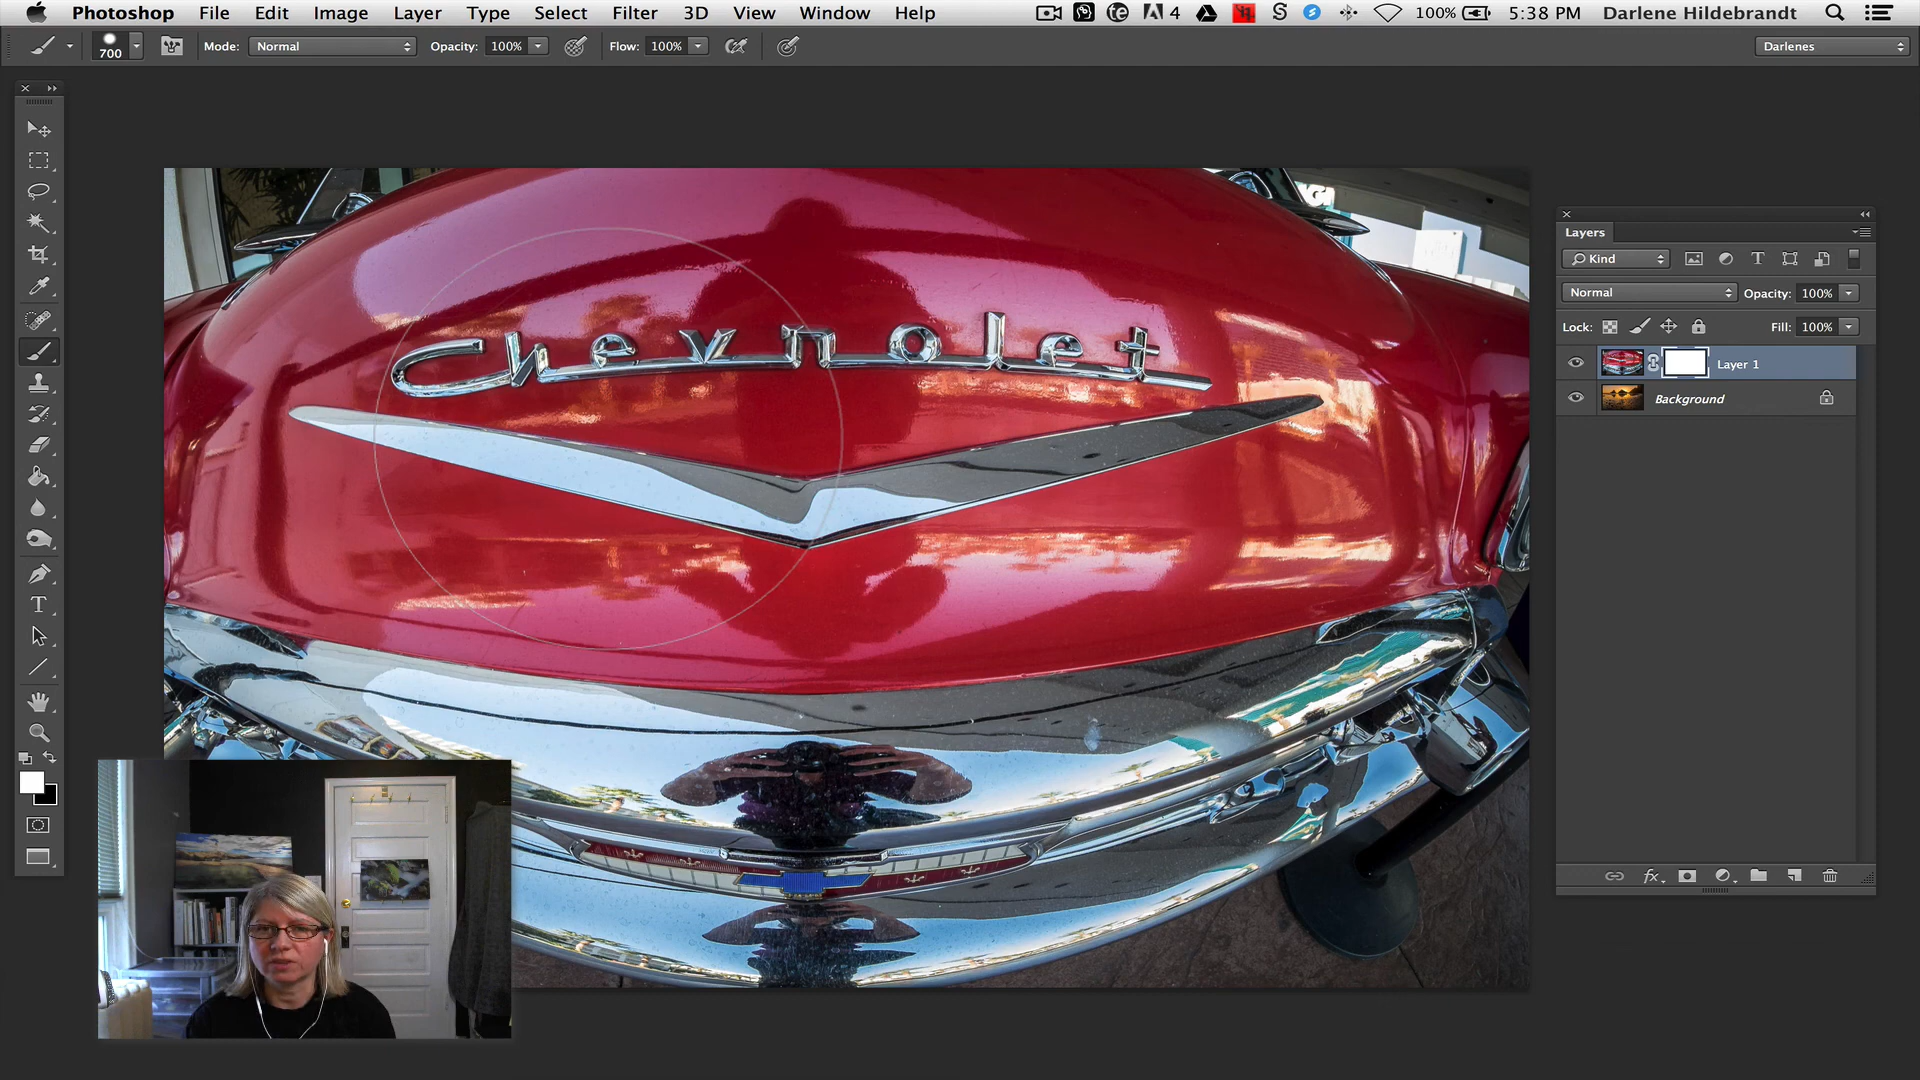 Photoshop File Edit Image Layer Type Select Filter 3D View Window Help 4 100% 5:38 PM Darlene Hildebrandt
700 Mode: Normal Opacity: 100% Flow: 100% Darlenes
Chevrolet
Layers
Kind
Normal Opacity: 100%
Lock: Fill: 100%
Layer 1
Background